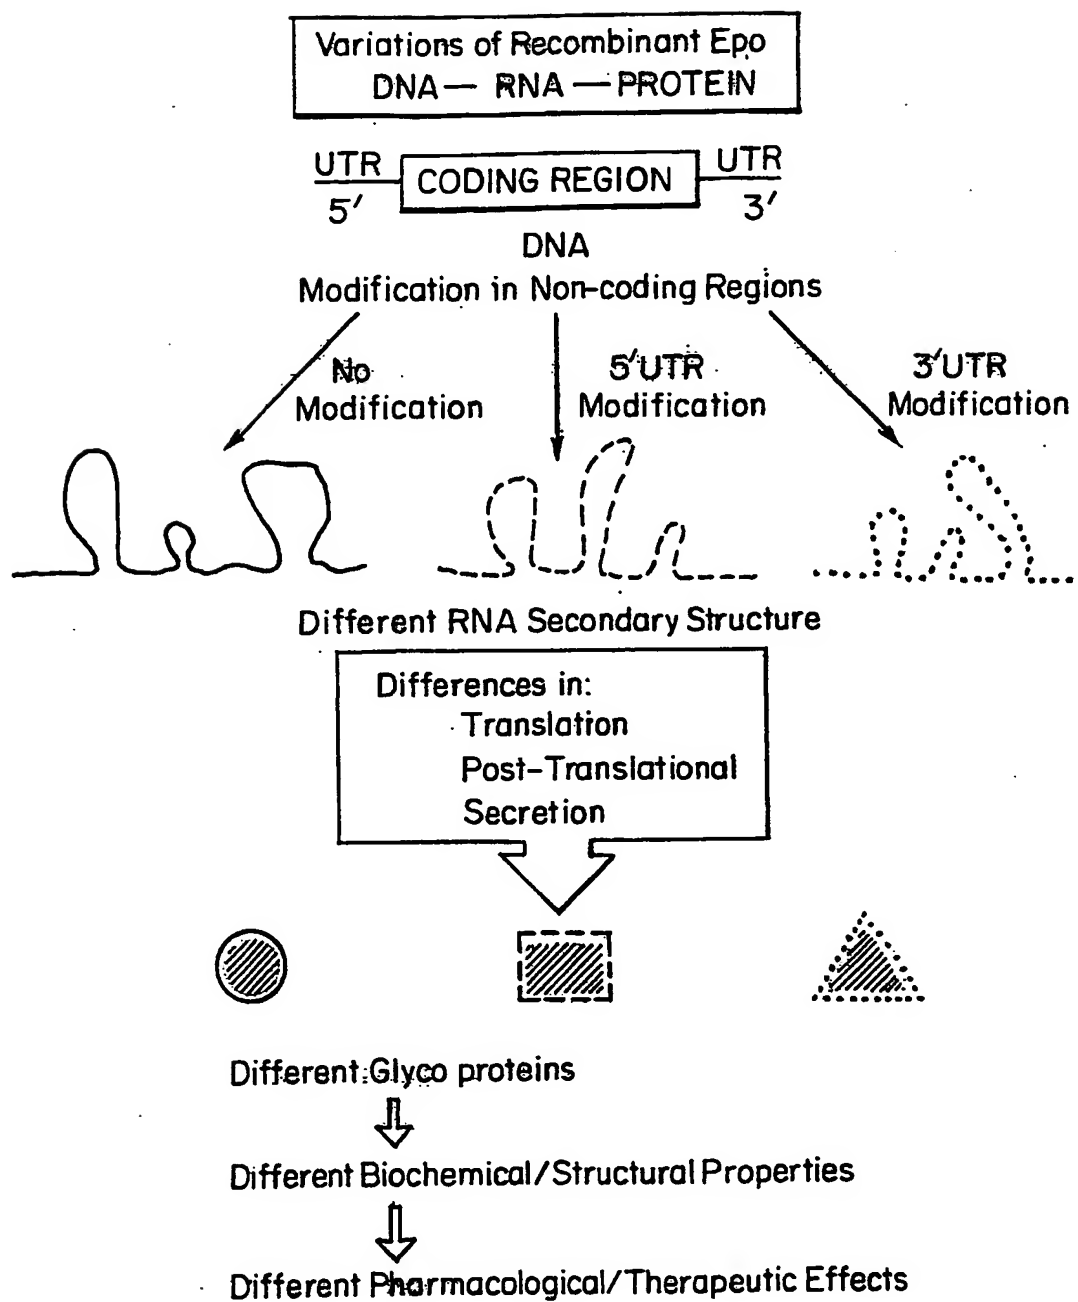 Variations of Recombinant Epo
DNA — RNA — PROTEIN
UTR CODING REGION UTR
5′ 3′
DNA
Modification in Non-coding Regions
No
Modification
5′UTR
Modification
3′UTR
Modification
Different RNA Secondary Structure
Differences in:
Translation
Post-Translational
Secretion
Different Glyco proteins
Different Biochemical/Structural Properties
Different Pharmacological/Therapeutic Effects